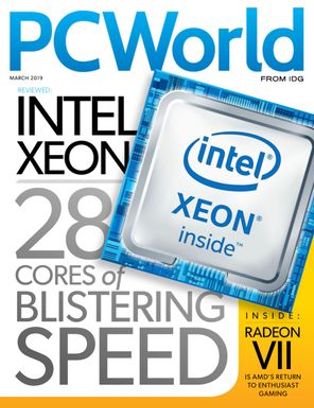 PCWorld
MARCH 2019
FROM IDG
REVIEWED:
INTEL
XEON
intel®
XEON®
inside™
28
CORES of
BLISTERING
SPEED
INSIDE:
RADEON
VII
IS AMD'S RETURN
TO ENTHUSIAST
GAMING